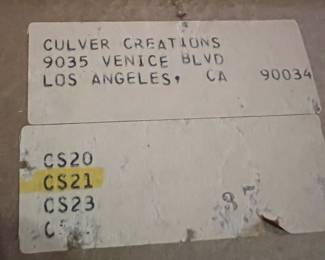 CULVER CREATIONS
9035 VENICE BLVD
LOS ANGELES, CA 90034
CS20
CS21
CS23